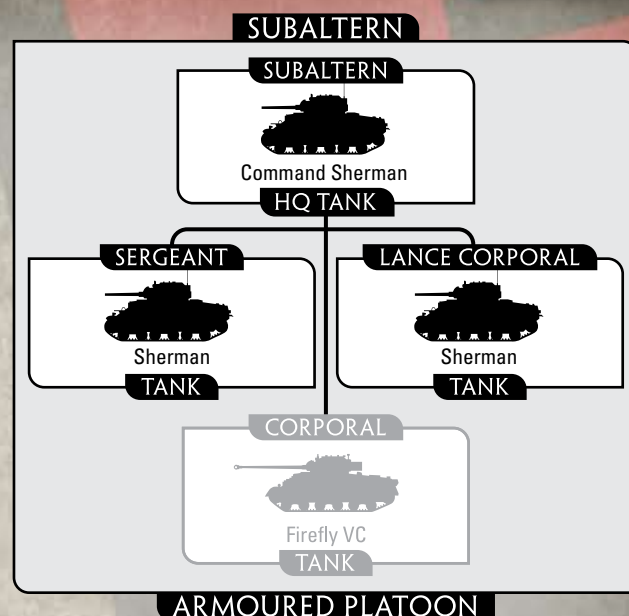 SUBALTERN
SUBALTERN
Command Sherman
HQ TANK
SERGEANT
LANCE CORPORAL
Sherman
Sherman
TANK
TANK
CORPORAL
Firefly VC
TANK
ARMOURED PLATOON